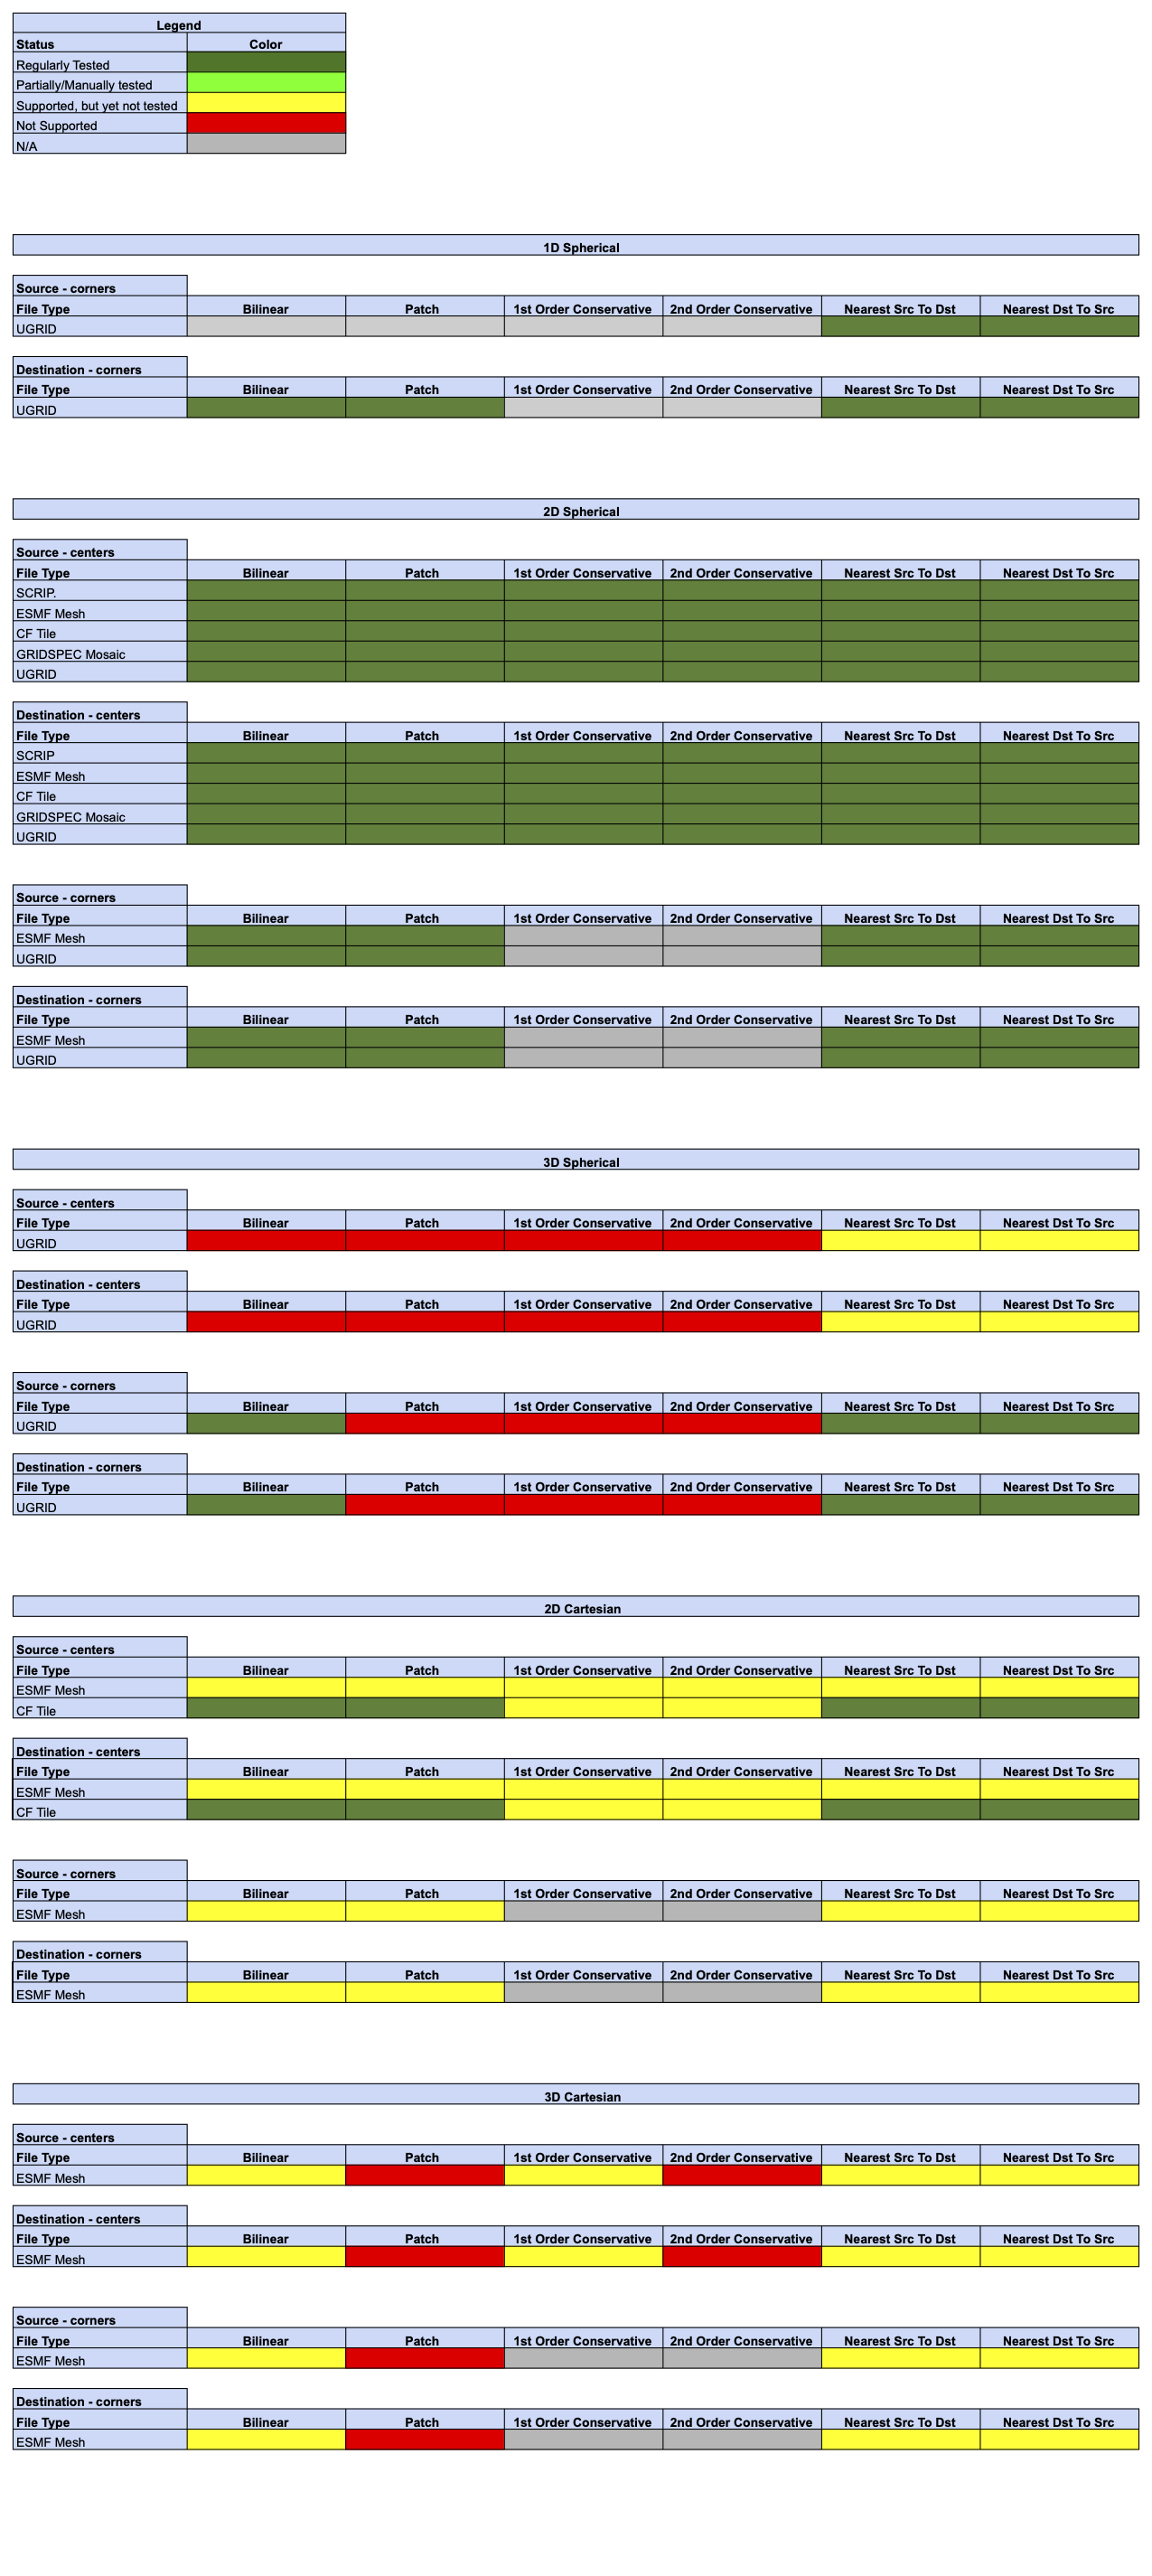 Legend
Status Color
Regularly Tested
Partially/Manually tested
Supported, but yet not tested
Not Supported
N/A
1D Spherical
Source - corners
File Type Bilinear Patch 1st Order Conservative 2nd Order Conservative Nearest Src To Dst Nearest Dst To Src
UGRID
Destination - corners
File Type Bilinear Patch 1st Order Conservative 2nd Order Conservative Nearest Src To Dst Nearest Dst To Src
UGRID
2D Spherical
Source - centers
File Type Bilinear Patch 1st Order Conservative 2nd Order Conservative Nearest Src To Dst Nearest Dst To Src
SCRIP.
ESMF Mesh
CF Tile
GRIDSPEC Mosaic
UGRID
Destination - centers
File Type Bilinear Patch 1st Order Conservative 2nd Order Conservative Nearest Src To Dst Nearest Dst To Src
SCRIP
ESMF Mesh
CF Tile
GRIDSPEC Mosaic
UGRID
Source - corners
File Type Bilinear Patch 1st Order Conservative 2nd Order Conservative Nearest Src To Dst Nearest Dst To Src
ESMF Mesh
UGRID
Destination - corners
File Type Bilinear Patch 1st Order Conservative 2nd Order Conservative Nearest Src To Dst Nearest Dst To Src
ESMF Mesh
UGRID
3D Spherical
Source - centers
File Type Bilinear Patch 1st Order Conservative 2nd Order Conservative Nearest Src To Dst Nearest Dst To Src
UGRID
Destination - centers
File Type Bilinear Patch 1st Order Conservative 2nd Order Conservative Nearest Src To Dst Nearest Dst To Src
UGRID
Source - corners
File Type Bilinear Patch 1st Order Conservative 2nd Order Conservative Nearest Src To Dst Nearest Dst To Src
UGRID
Destination - corners
File Type Bilinear Patch 1st Order Conservative 2nd Order Conservative Nearest Src To Dst Nearest Dst To Src
UGRID
2D Cartesian
Source - centers
File Type Bilinear Patch 1st Order Conservative 2nd Order Conservative Nearest Src To Dst Nearest Dst To Src
ESMF Mesh
CF Tile
Destination - centers
File Type Bilinear Patch 1st Order Conservative 2nd Order Conservative Nearest Src To Dst Nearest Dst To Src
ESMF Mesh
CF Tile
Source - corners
File Type Bilinear Patch 1st Order Conservative 2nd Order Conservative Nearest Src To Dst Nearest Dst To Src
ESMF Mesh
Destination - corners
File Type Bilinear Patch 1st Order Conservative 2nd Order Conservative Nearest Src To Dst Nearest Dst To Src
ESMF Mesh
3D Cartesian
Source - centers
File Type Bilinear Patch 1st Order Conservative 2nd Order Conservative Nearest Src To Dst Nearest Dst To Src
ESMF Mesh
Destination - centers
File Type Bilinear Patch 1st Order Conservative 2nd Order Conservative Nearest Src To Dst Nearest Dst To Src
ESMF Mesh
Source - corners
File Type Bilinear Patch 1st Order Conservative 2nd Order Conservative Nearest Src To Dst Nearest Dst To Src
ESMF Mesh
Destination - corners
File Type Bilinear Patch 1st Order Conservative 2nd Order Conservative Nearest Src To Dst Nearest Dst To Src
ESMF Mesh